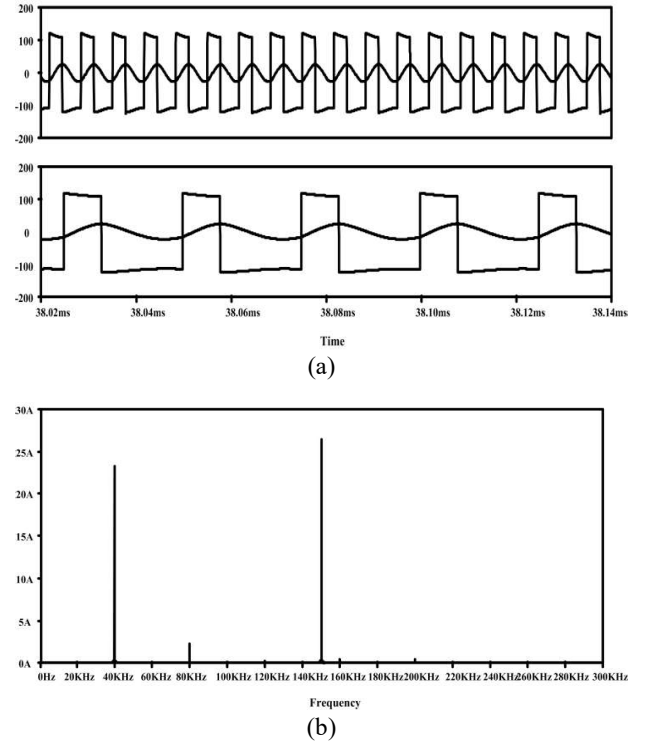 200
100
0
-100
-200
200
100
0
-100
-200
38.02ms 38.04ms 38.06ms 38.08ms 38.10ms 38.12ms 38.14ms
Time
(a)
30A
25A
20A
15A
10A
5A
0A
0Hz 20KHz 40KHz 60KHz 80KHz 100KHz 120KHz 140KHz 160KHz 180KHz 200KHz 220KHz 240KHz 260KHz 280KHz 300KHz
Frequency
(b)